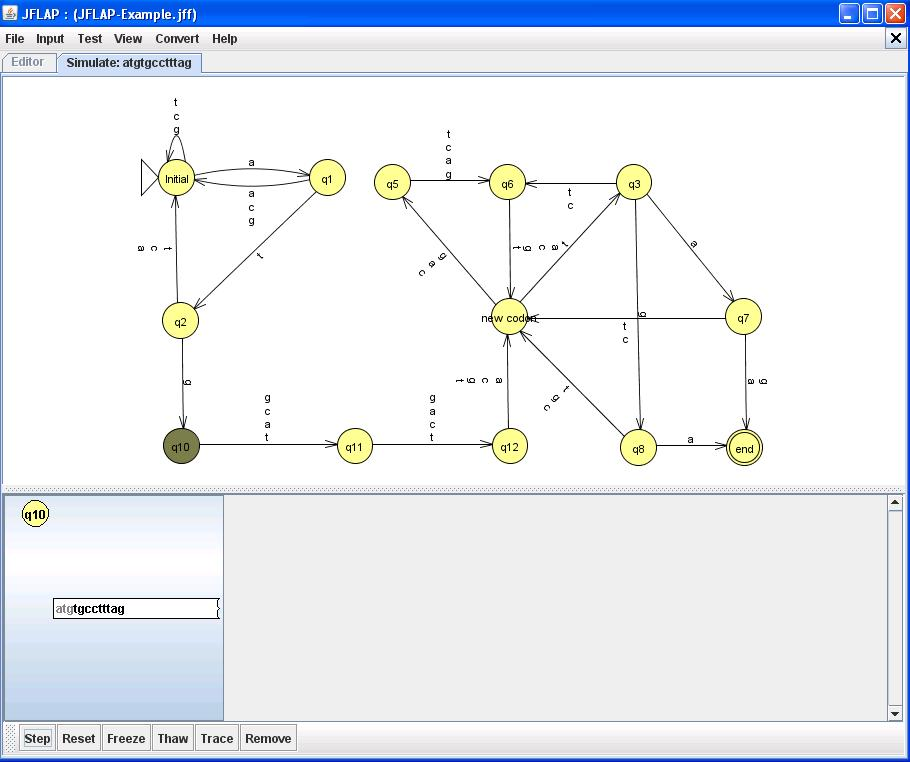 JFLAP : (JFLAP-Example.jff)
File Input Test View Convert Help
Editor Simulate: atgtgcctttag
t
c
g
Initial
a
a
c
g
q1
t
t
c
a
q2
g
q10
g
c
a
t
q11
g
a
c
t
q12
a
c
g
t
q5
t
c
a
g
q6
t
c
q3
g
a
c
a
c
g
t
t
new codon
a
q7
g
t
c
g
a
t
g
c
q8
a
end
q10
atgtgcctttag
Step Reset Freeze Thaw Trace Remove